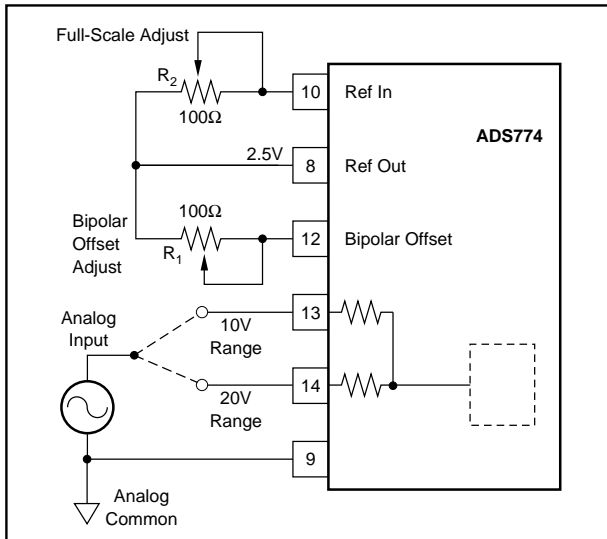 Full-Scale Adjust
R2
100Ω
10
Ref In
ADS774
2.5V
8
Ref Out
100Ω
Bipolar
Offset
Adjust
R1
12
Bipolar Offset
Analog
Input
13
10V
Range
14
20V
Range
9
Analog
Common